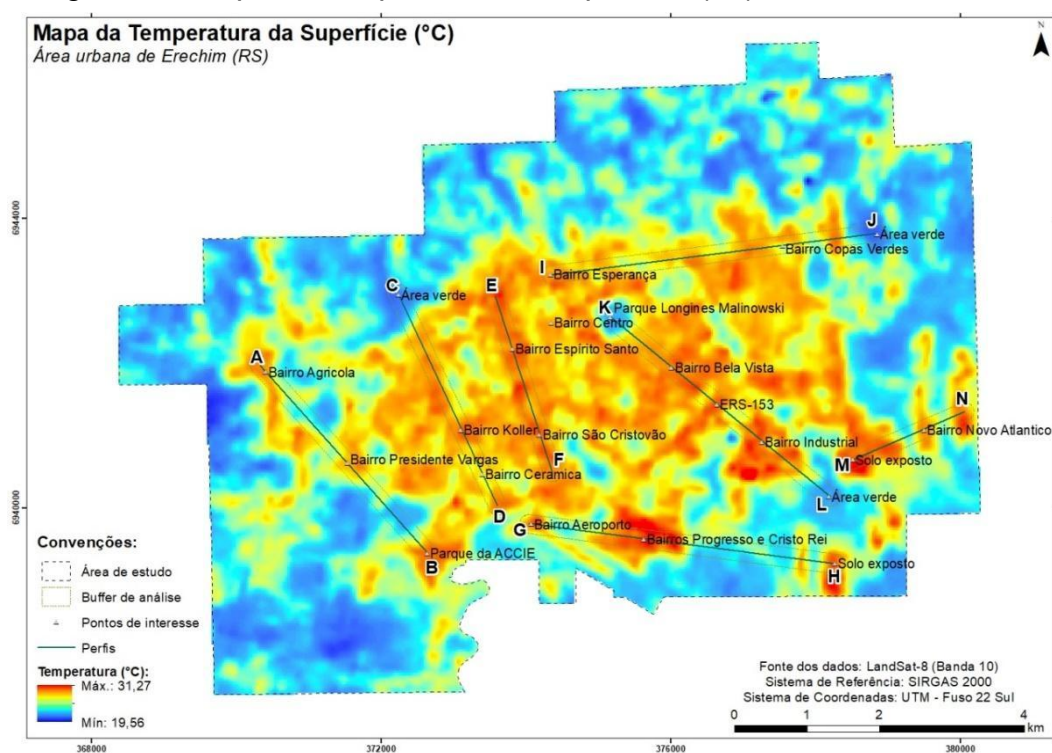 Mapa da Temperatura da Superfície (°C)
Área urbana de Erechim (RS)
N
6944000
6940000
J
Área verde
Bairro Copas Verdes
I
Bairro Esperança
C
Área verde
E
K
Parque Longines Malinowski
Bairro Centro
Bairro Espírito Santo
A
Bairro Agricola
Bairro Bela Vista
ERS-153
N
Bairro Novo Atlantico
Bairro Koller
Bairro São Cristovão
Bairro Industrial
Bairro Presidente Vargas
F
M
Solo exposto
Bairro Ceramica
Área verde
L
D
G
Bairro Aeroporto
Bairros Progresso e Cristo Rei
Parque da ACCIE
B
Solo exposto
H
Convenções:
Área de estudo
Buffer de análise
Pontos de interesse
Perfis
Temperatura (°C):
Máx.: 31,27
Mín: 19,56
Fonte dos dados: LandSat-8 (Banda 10)
Sistema de Referência: SIRGAS 2000
Sistema de Coordenadas: UTM - Fuso 22 Sul
0 1 2 4
km
368000 372000 376000 380000